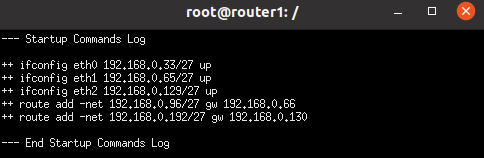 root@router1: /
--- Startup Commands Log
++ ifconfig eth0 192.168.0.33/27 up
++ ifconfig eth1 192.168.0.65/27 up
++ ifconfig eth2 192.168.0.129/27 up
++ route add -net 192.168.0.96/27 gw 192.168.0.66
++ route add -net 192.168.0.192/27 gw 192.168.0.130
--- End Startup Commands Log